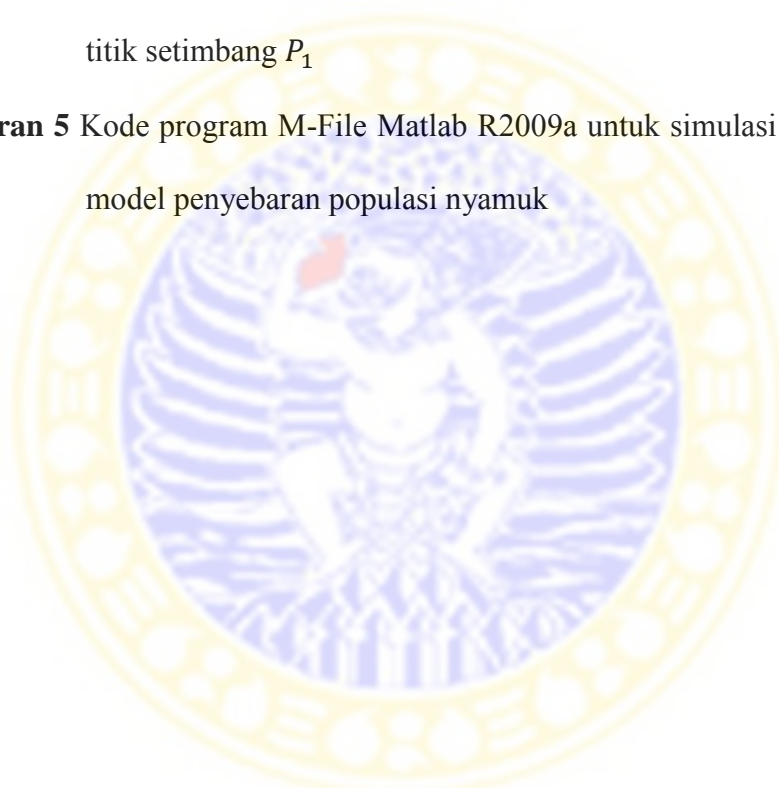 titik setimbang P₁
ran 5 Kode program M-File Matlab R2009a untuk simulasi
model penyebaran populasi nyamuk